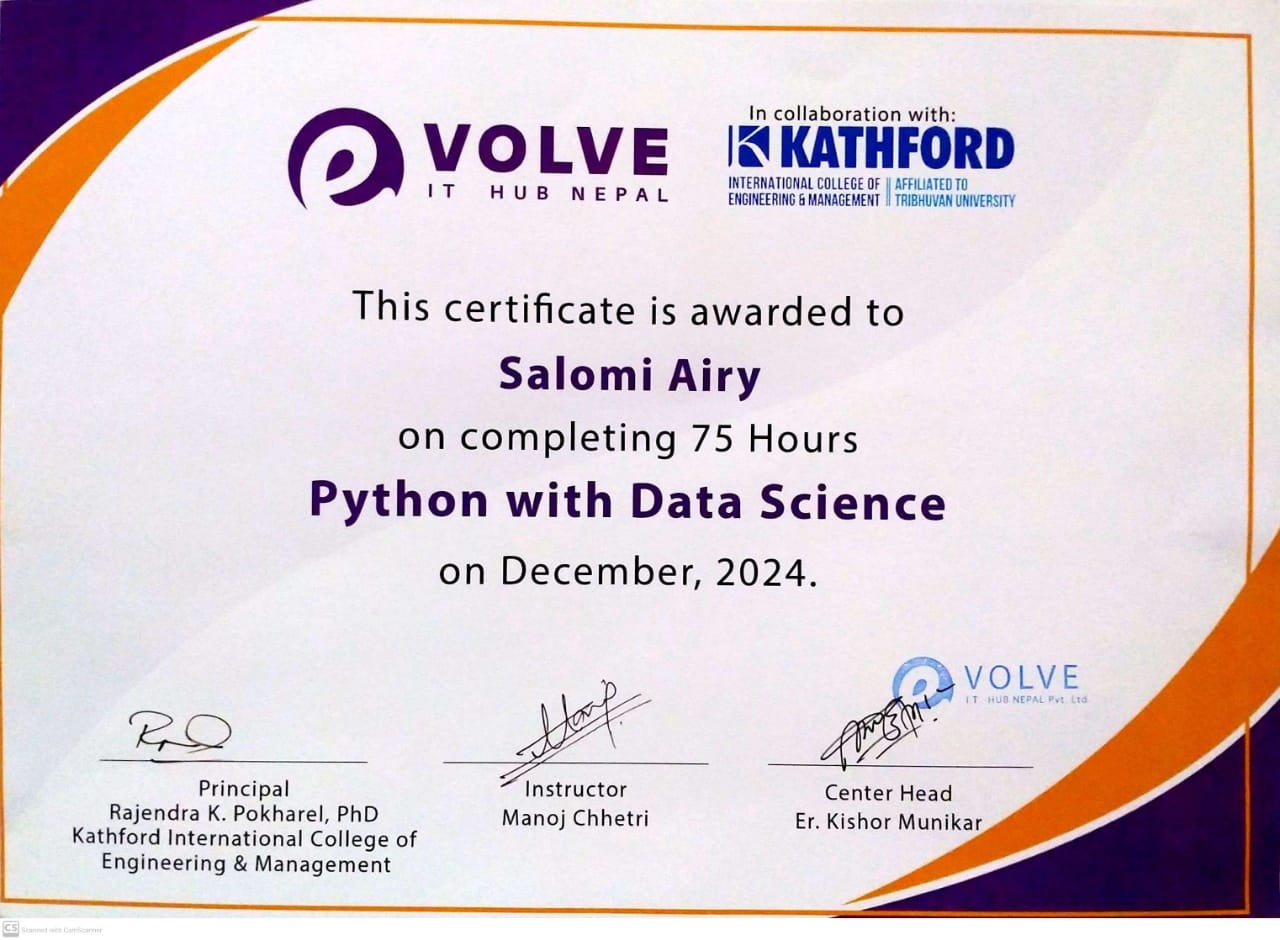 VOLVE
IT HUB NEPAL
In collaboration with:
KATHFORD
INTERNATIONAL COLLEGE OF
ENGINEERING & MANAGEMENT
AFFILIATED TO
TRIBHUVAN UNIVERSITY
This certificate is awarded to
Salomi Airy
on completing 75 Hours
Python with Data Science
on December, 2024.
VOLVE
IT HUB NEPAL Pvt. Ltd.
Principal
Rajendra K. Pokharel, PhD
Kathford International College of
Engineering & Management
Instructor
Manoj Chhetri
Center Head
Er. Kishor Munikar
CS Scanned with CamScanner